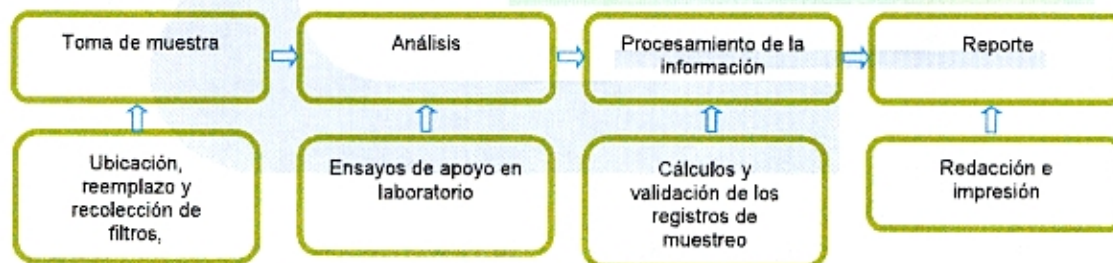 Toma de muestra
Análisis
Procesamiento de la
información
Reporte
Ubicación,
reemplazo y
recolección de
filtros,
Ensayos de apoyo en
laboratorio
Cálculos y
validación de los
registros de
muestreo
Redacción e
impresión